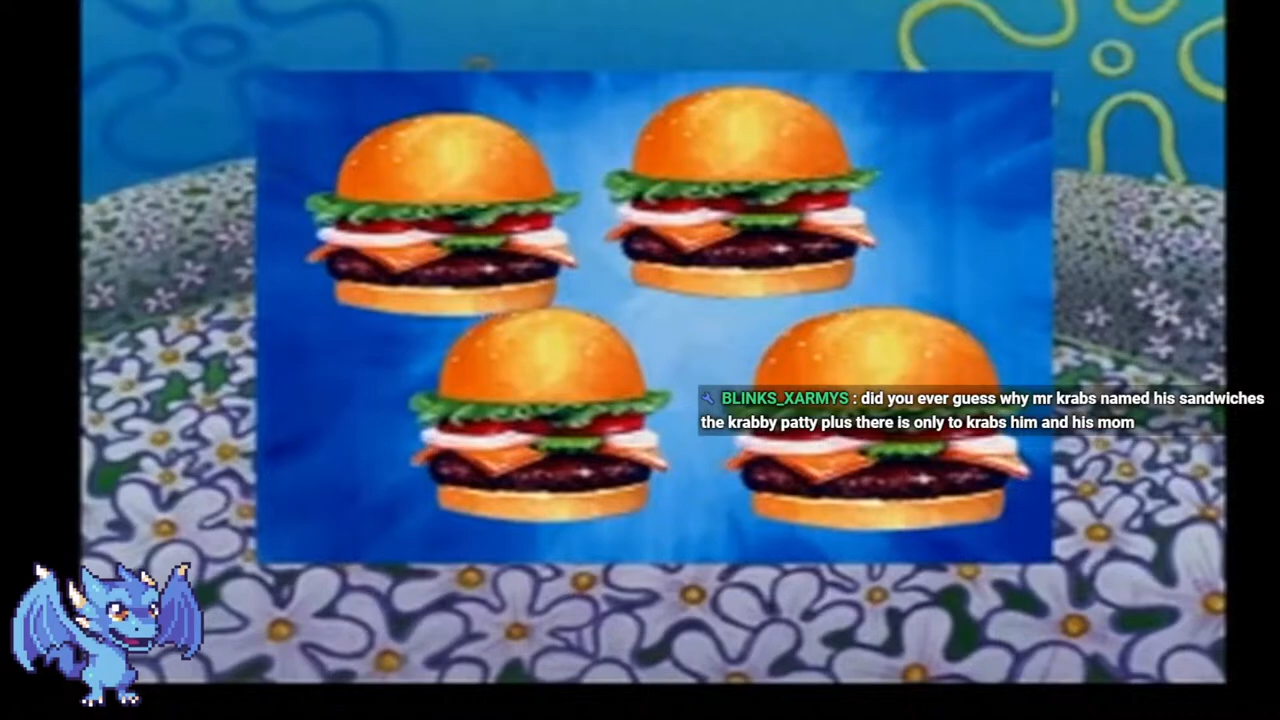 BLINKS_XARMYS : did you ever guess why mr krabs named his sandwiches
the krabby patty plus there is only to krabs him and his mom